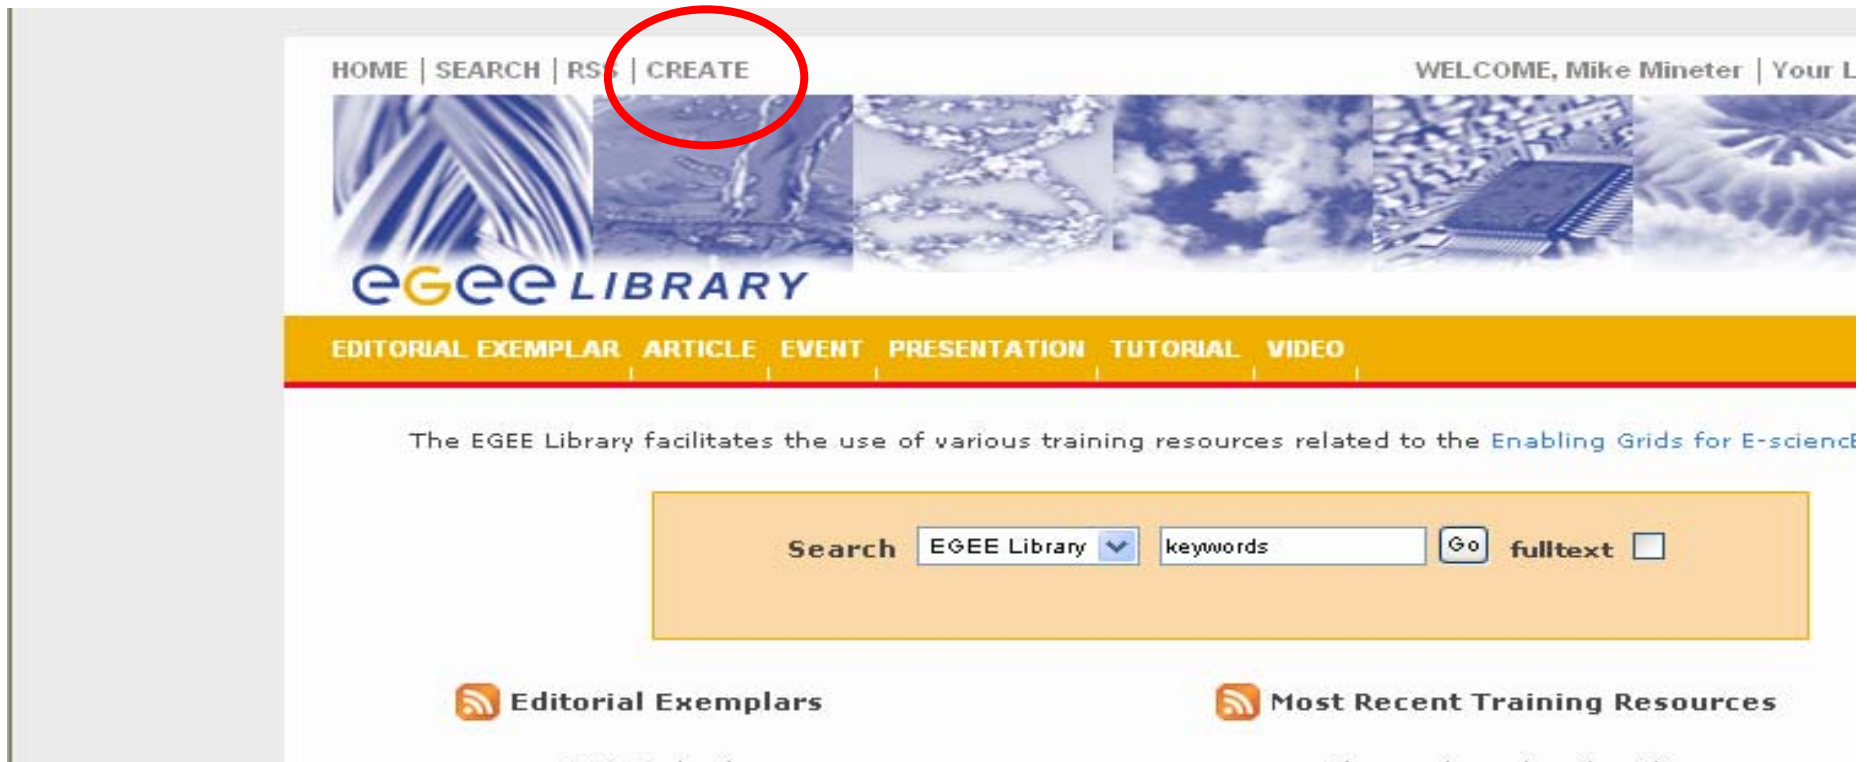 HOME | SEARCH | RSS | CREATE
WELCOME, Mike Mineter | Your L
eGee LIBRARY
EDITORIAL EXEMPLAR ARTICLE EVENT PRESENTATION TUTORIAL VIDEO
The EGEE Library facilitates the use of various training resources related to the Enabling Grids for E-sciencE
Search EGEE Library keywords Go fulltext
Editorial Exemplars
Most Recent Training Resources